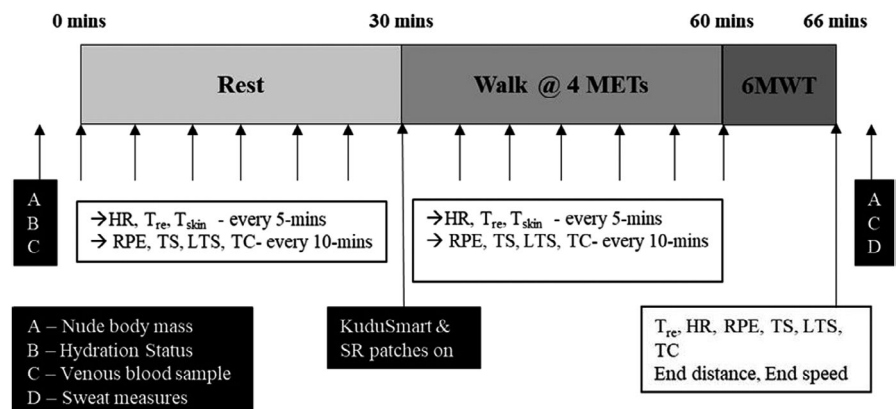 0 mins
30 mins
60 mins
66 mins
Rest
Walk @ 4 METs
6MWT
A
B
C
→HR, Tre, Tskin - every 5-mins
→ RPE, TS, LTS, TC- every 10-mins
→HR, Tre, Tskin - every 5-mins
→ RPE, TS, LTS, TC- every 10-mins
A
C
D
A – Nude body mass
B – Hydration Status
C – Venous blood sample
D – Sweat measures
KuduSmart &
SR patches on
Tre, HR, RPE, TS, LTS,
TC
End distance, End speed